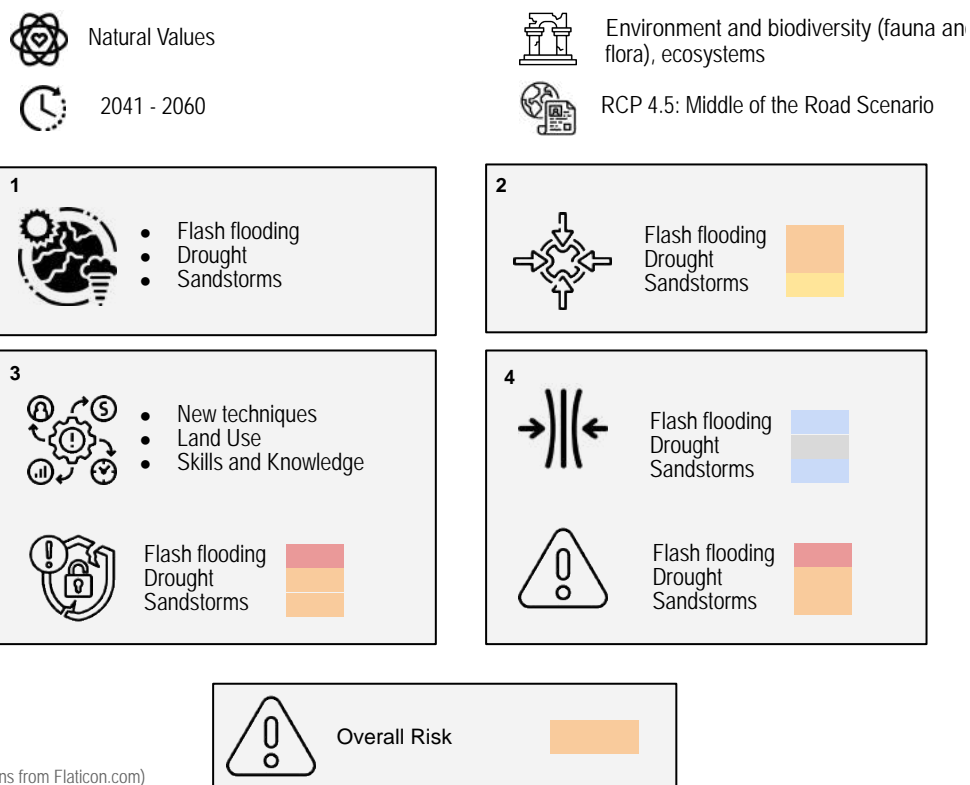 Natural Values
Environment and biodiversity (fauna and
flora), ecosystems
2041 - 2060
RCP 4.5: Middle of the Road Scenario
1
• Flash flooding
• Drought
• Sandstorms
2
Flash flooding
Drought
Sandstorms
3
• New techniques
• Land Use
• Skills and Knowledge
Flash flooding
Drought
Sandstorms
4
Flash flooding
Drought
Sandstorms
Flash flooding
Drought
Sandstorms
Overall Risk
from Flaticon.com)